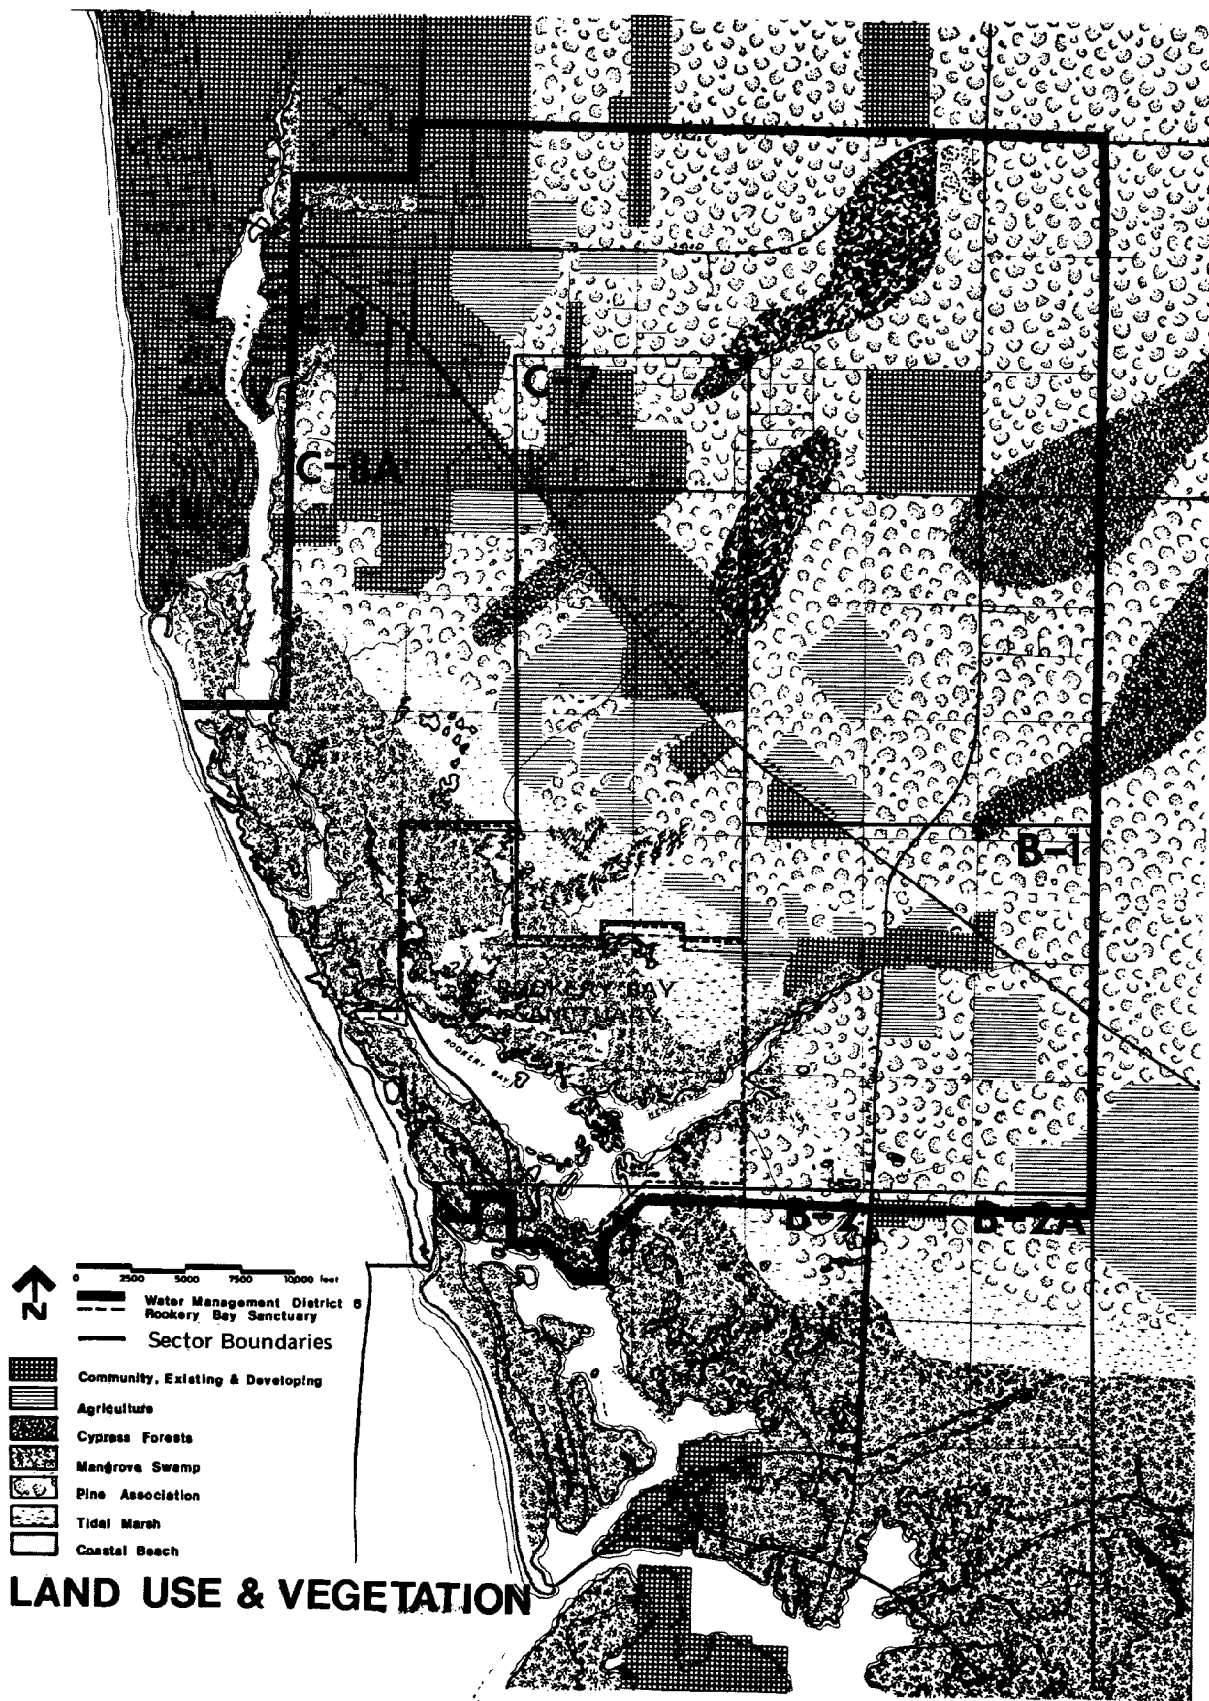 C-8
C-7
C-8A
B-1
ROOKERY BAY
SANCTUARY
ROOKERY BAY
B-2
B-2A
N
0 2500 5000 7500 10,000 feet
Water Management District 6
Rookery Bay Sanctuary
Sector Boundaries
Community, Existing & Developing
Agriculture
Cypress Forests
Mangrove Swamp
Pine Association
Tidal Marsh
Coastal Beach
LAND USE & VEGETATION